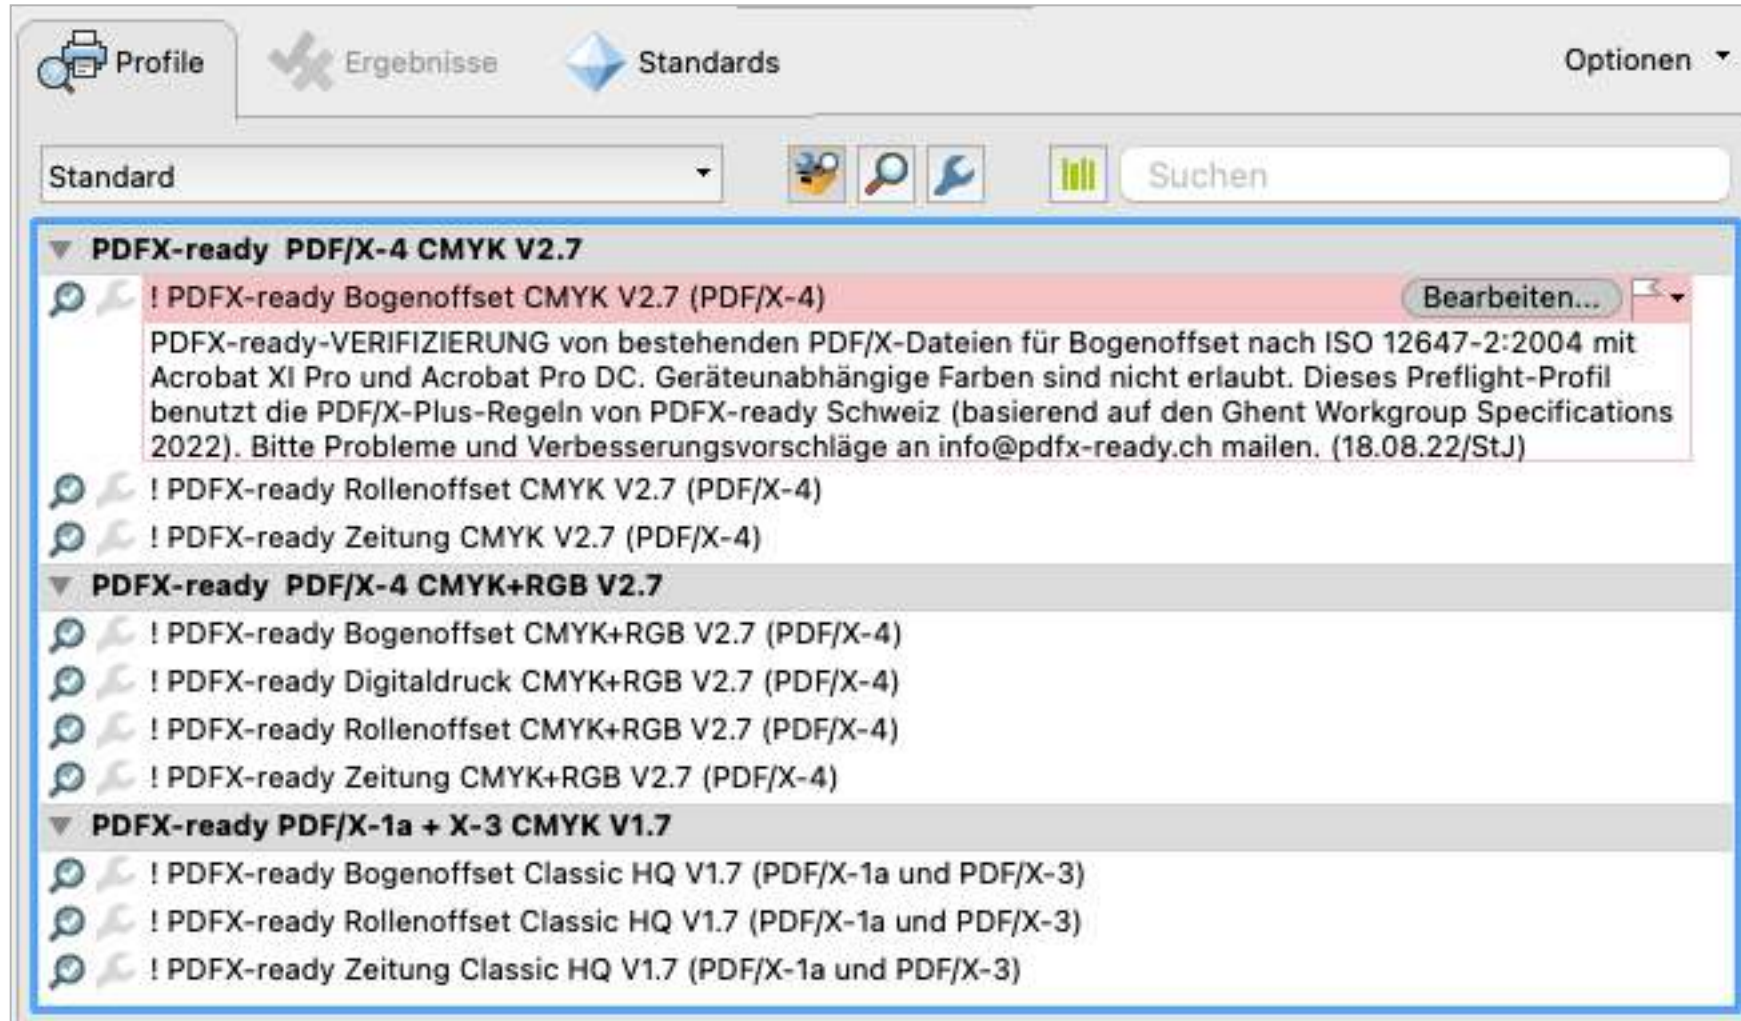 Profile
Ergebnisse
Standards
Optionen
Standard
Suchen
PDFX-ready  PDF/X-4 CMYK V2.7
! PDFX-ready Bogenoffset CMYK V2.7 (PDF/X-4)
Bearbeiten...
PDFX-ready-VERIFIZIERUNG von bestehenden PDF/X-Dateien für Bogenoffset nach ISO 12647-2:2004 mit
Acrobat XI Pro und Acrobat Pro DC. Geräteunabhängige Farben sind nicht erlaubt. Dieses Preflight-Profil
benutzt die PDF/X-Plus-Regeln von PDFX-ready Schweiz (basierend auf den Ghent Workgroup Specifications
2022). Bitte Probleme und Verbesserungsvorschläge an info@pdfx-ready.ch mailen. (18.08.22/StJ)
! PDFX-ready Rollenoffset CMYK V2.7 (PDF/X-4)
! PDFX-ready Zeitung CMYK V2.7 (PDF/X-4)
PDFX-ready  PDF/X-4 CMYK+RGB V2.7
! PDFX-ready Bogenoffset CMYK+RGB V2.7 (PDF/X-4)
! PDFX-ready Digitaldruck CMYK+RGB V2.7 (PDF/X-4)
! PDFX-ready Rollenoffset CMYK+RGB V2.7 (PDF/X-4)
! PDFX-ready Zeitung CMYK+RGB V2.7 (PDF/X-4)
PDFX-ready PDF/X-1a + X-3 CMYK V1.7
! PDFX-ready Bogenoffset Classic HQ V1.7 (PDF/X-1a und PDF/X-3)
! PDFX-ready Rollenoffset Classic HQ V1.7 (PDF/X-1a und PDF/X-3)
! PDFX-ready Zeitung Classic HQ V1.7 (PDF/X-1a und PDF/X-3)